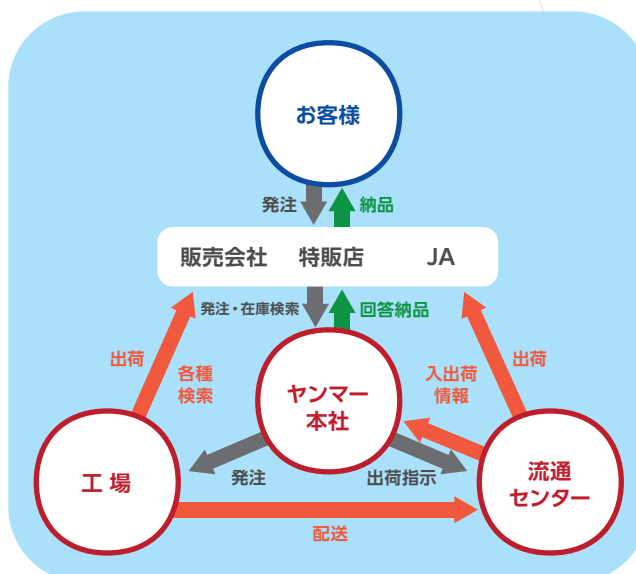 お客様
発注
納品
販売会社 特販店 JA
発注・在庫検索
回答納品
出荷
各種
検索
ヤンマー
本社
入出荷
情報
出荷
工場
発注
出荷指示
流通
センター
配送